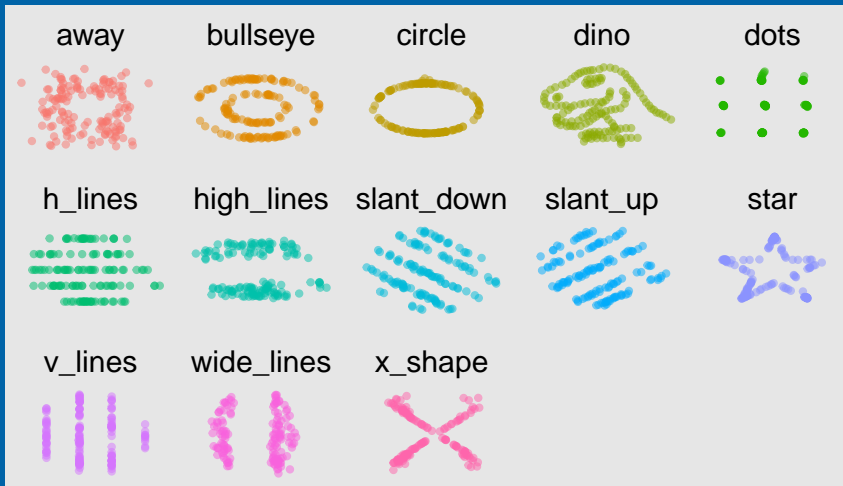 away bullseye circle dino dots
h_lines high_lines slant_down slant_up star
v_lines wide_lines x_shape